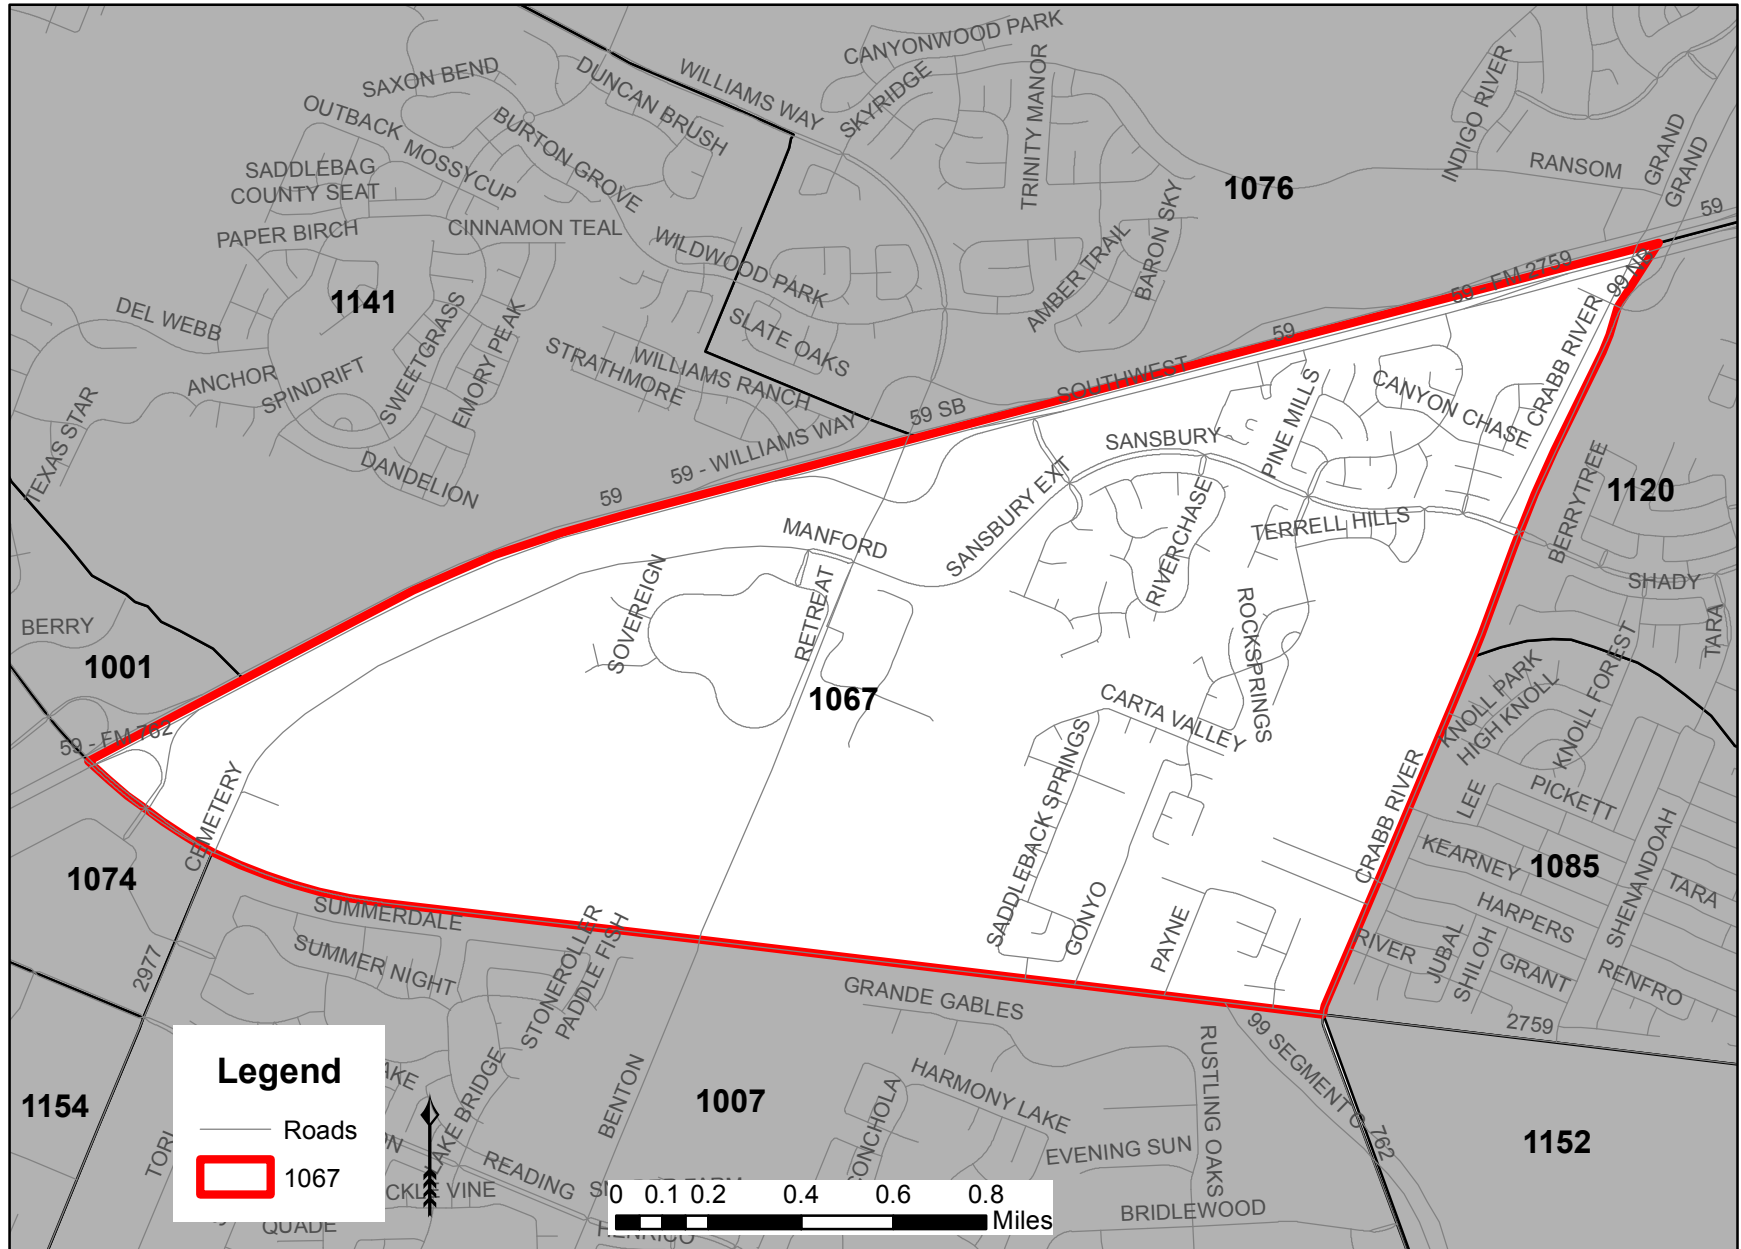 CANYONWOOD PARK
SAXON BEND
DUNCAN BRUSH
WILLIAMS WAY
SKYRIDGE
TRINITY MANOR
INDIGO RIVER
GRAND
GRAND
RANSOM
OUTBACK
MOSSYCUP
BURTON GROVE
SADDLEBAG
COUNTY SEAT
1076
BARON SKY
AMBER TRAIL
59
PAPER BIRCH
CINNAMON TEAL
WILDWOOD PARK
59 - FM 2759
99 NB
1141
DEL WEBB
SWEETGRASS
EMORY PEAK
SLATE OAKS
STRATHMORE
WILLIAMS RANCH
59
SOUTHWEST
CRABB RIVER
ANCHOR
SPINDRIFT
TEXAS STAR
DANDELION
59 - WILLIAMS WAY
59 SB
59
CANYON CHASE
PINE MILLS
SANSBURY
SANSBURY EXT
RIVERCHASE
TERRELL HILLS
BERRYTREE
1120
MANFORD
SOVEREIGN
RETREAT
ROCKSPRINGS
SHADY
TARA
BERRY
1001
1067
CARTA VALLEY
KNOLL PARK
HIGH KNOLL
KNOLL FOREST
59 - FM 762
CEMETERY
SADDLEBACK SPRINGS
GONYO
PAYNE
CRABB RIVER
LEE
PICKETT
1074
KEARNEY
1085
SHENANDOAH
TARA
HARPERS
RIVER
JUBAL
SHILOH
GRANT
RENFRO
SUMMERDALE
SUMMER NIGHT
2977
STONEROLLER
PADDLE FISH
GRANDE GABLES
99 SEGMENT C
2759
762
1154
LAKE BRIDGE
BENTON
1007
CONCHOLA
HARMONY LAKE
EVENING SUN
RUSTLING OAKS
BRIDLEWOOD
1152
READING
QUADE
HENRICO
Legend
Roads
1067
0 0.1 0.2 0.4 0.6 0.8
Miles